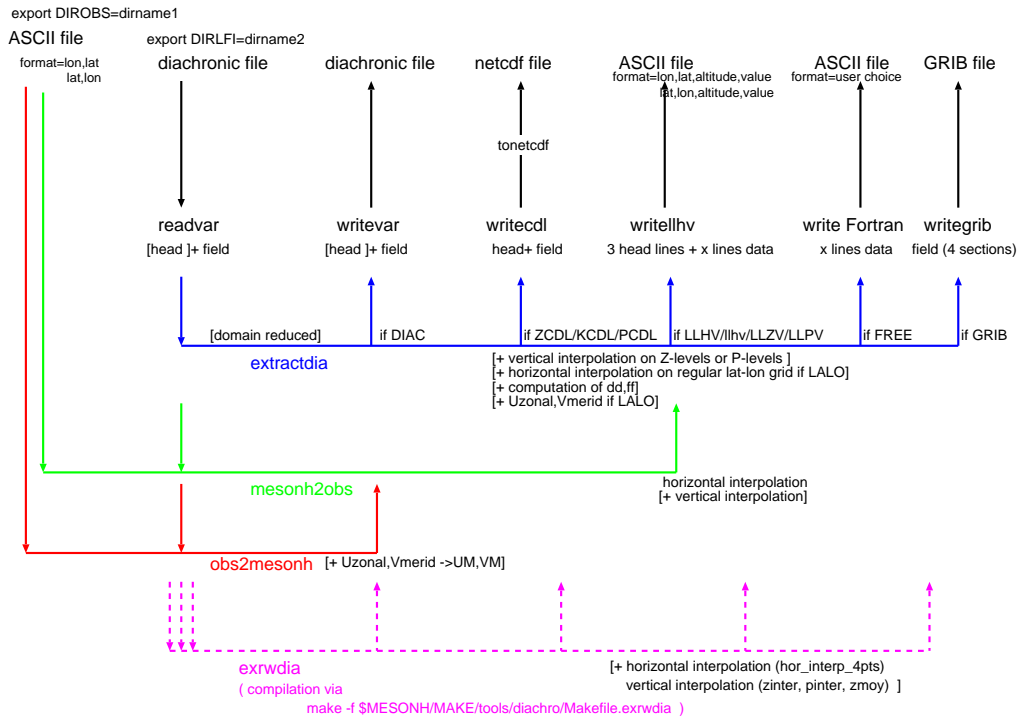 export DIROBS=dirname1
ASCII file
export DIRLFI=dirname2
format=lon,lat
lat,lon
diachronic file
diachronic file
netcdf file
ASCII file
format=lon,lat,altitude,value
lat,lon,altitude,value
ASCII file
format=user choice
GRIB file
tonetcdf
readvar
[head ]+ field
writevar
[head ]+ field
writecdl
head+ field
writellhv
3 head lines + x lines data
write Fortran
x lines data
writegrib
field (4 sections)
[domain reduced]
if DIAC
if ZCDL/KCDL/PCDL
if LLHV/llhv/LLZV/LLPV
if FREE
if GRIB
extractdia
[+ vertical interpolation on Z-levels or P-levels ]
[+ horizontal interpolation on regular lat-lon grid if LALO]
[+ computation of dd,ff]
[+ Uzonal,Vmerid if LALO]
mesonh2obs
horizontal interpolation
[+ vertical interpolation]
obs2mesonh
[+ Uzonal,Vmerid ->UM,VM]
exrwdia
( compilation via
make -f $MESONH/MAKE/tools/diachro/Makefile.exrwdia )
[+ horizontal interpolation (hor_interp_4pts)
vertical interpolation (zinter, pinter, zmoy) ]